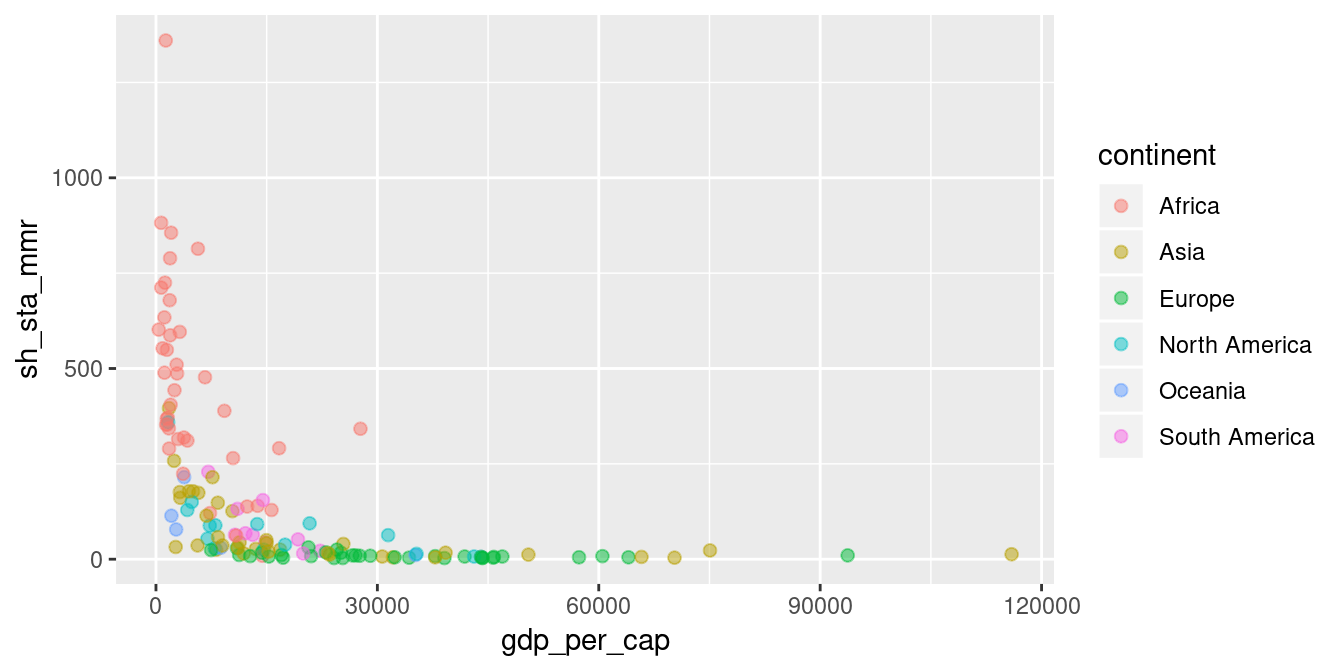 continent
Africa
Asia
Europe
North America
Oceania
South America
sh_sta_mmr
1000
500
0
0 30000 60000 90000 120000
gdp_per_cap